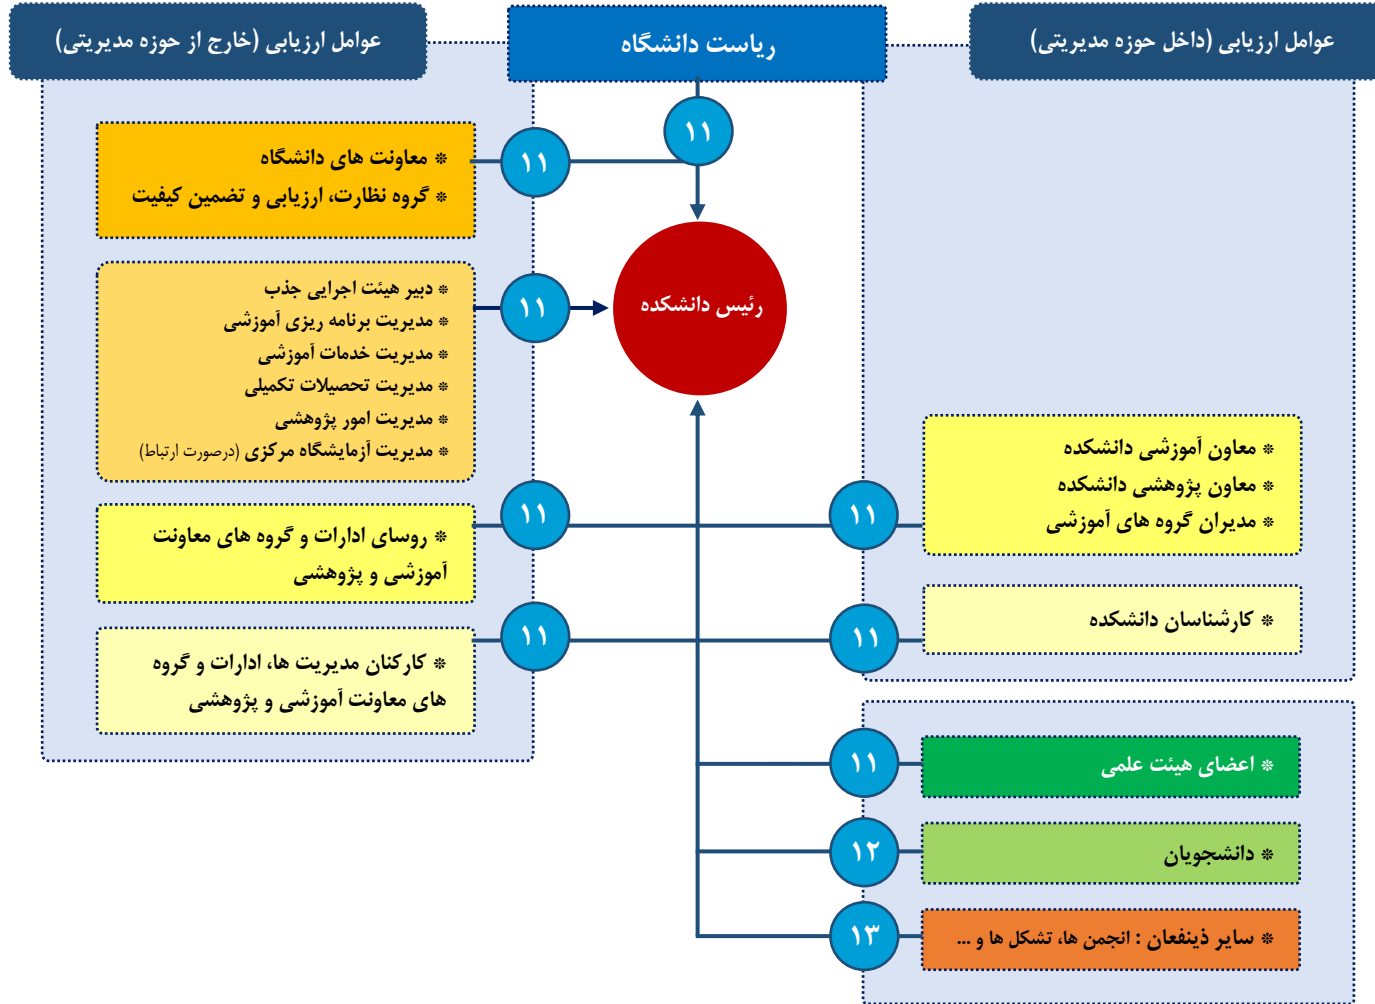 عوامل ارزیابی (داخل حوزه مدیریتی)
ریاست دانشگاه
عوامل ارزیابی (خارج از حوزه مدیریتی)
۱۱
* معاونت های دانشگاه
* گروه نظارت، ارزیابی و تضمین کیفیت
۱۱
* دبیر هیئت اجرایی جذب
* مدیریت برنامه ریزی آموزشی
* مدیریت خدمات آموزشی
* مدیریت تحصیلات تکمیلی
* مدیریت امور پژوهشی
* مدیریت آزمایشگاه مرکزی (درصورت ارتباط)
۱۱
رئیس دانشکده
* معاون آموزشی دانشکده
* معاون پژوهشی دانشکده
* مدیران گروه های آموزشی
۱۱
۱۱
* روسای ادارات و گروه های معاونت
آموزشی و پژوهشی
* کارشناسان دانشکده
۱۱
۱۱
* کارکنان مدیریت ها، ادارات و گروه
های معاونت آموزشی و پژوهشی
* اعضای هیئت علمی
۱۱
* دانشجویان
۱۲
* سایر ذینفعان : انجمن ها، تشکل ها و ...
۱۳